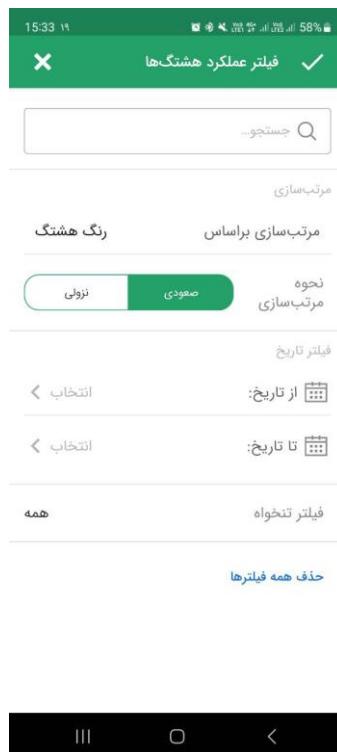 15:33 ۱۹ 58%
فیلتر عملکرد هشتگ‌ها
جستجو...
مرتب‌سازی
مرتب‌سازی براساس رنگ هشتگ
نحوه
مرتب‌سازی
صعودی نزولی
فیلتر تاریخ
از تاریخ: انتخاب
تا تاریخ: انتخاب
فیلتر تنخواه همه
حذف همه فیلترها